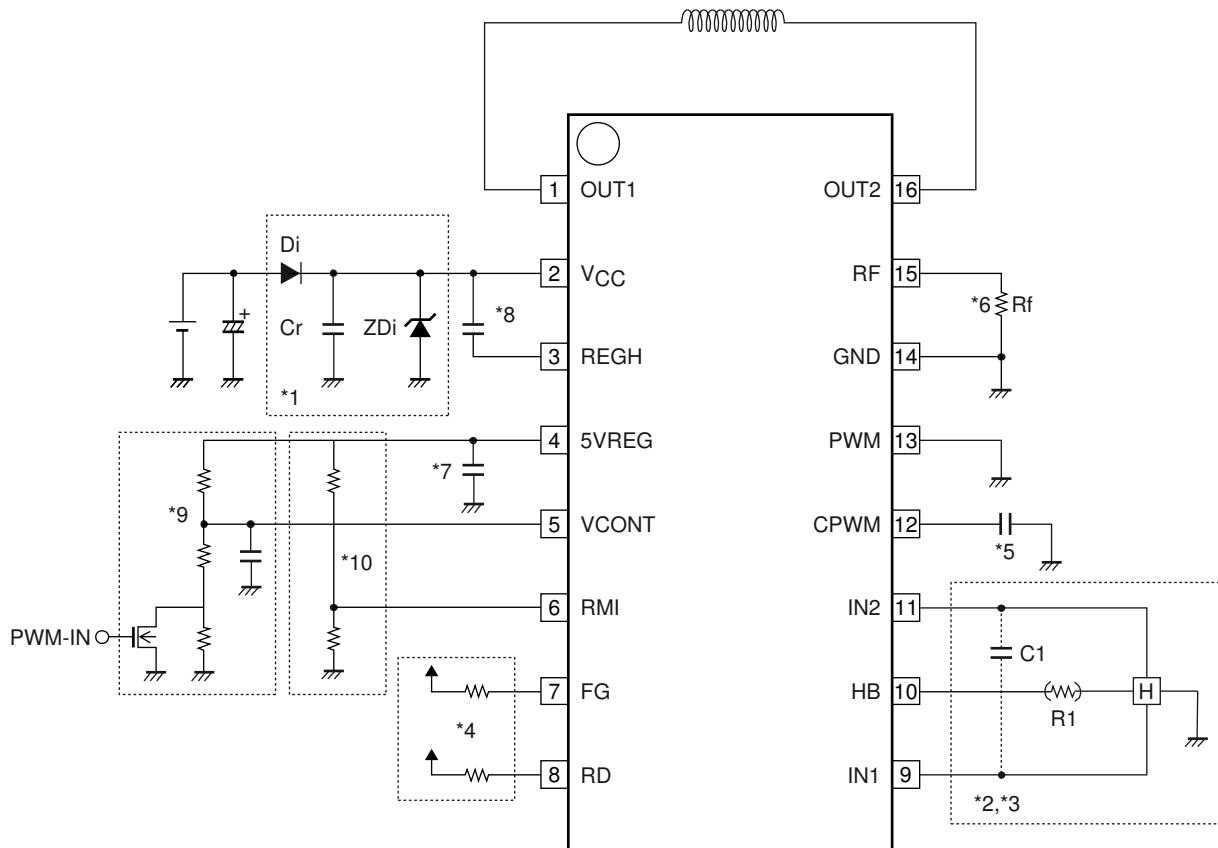 1 OUT1
OUT2 16
Di
2 VCC
RF 15
+
Cr
ZDi
*8
*6 Rf
3 REGH
GND 14
*1
4 5VREG
PWM 13
*7
*9
5 VCONT
CPWM 12
*5
*10
6 RMI
IN2 11
PWM-IN
C1
7 FG
HB 10
H
R1
*4
8 RD
IN1 9
*2,*3